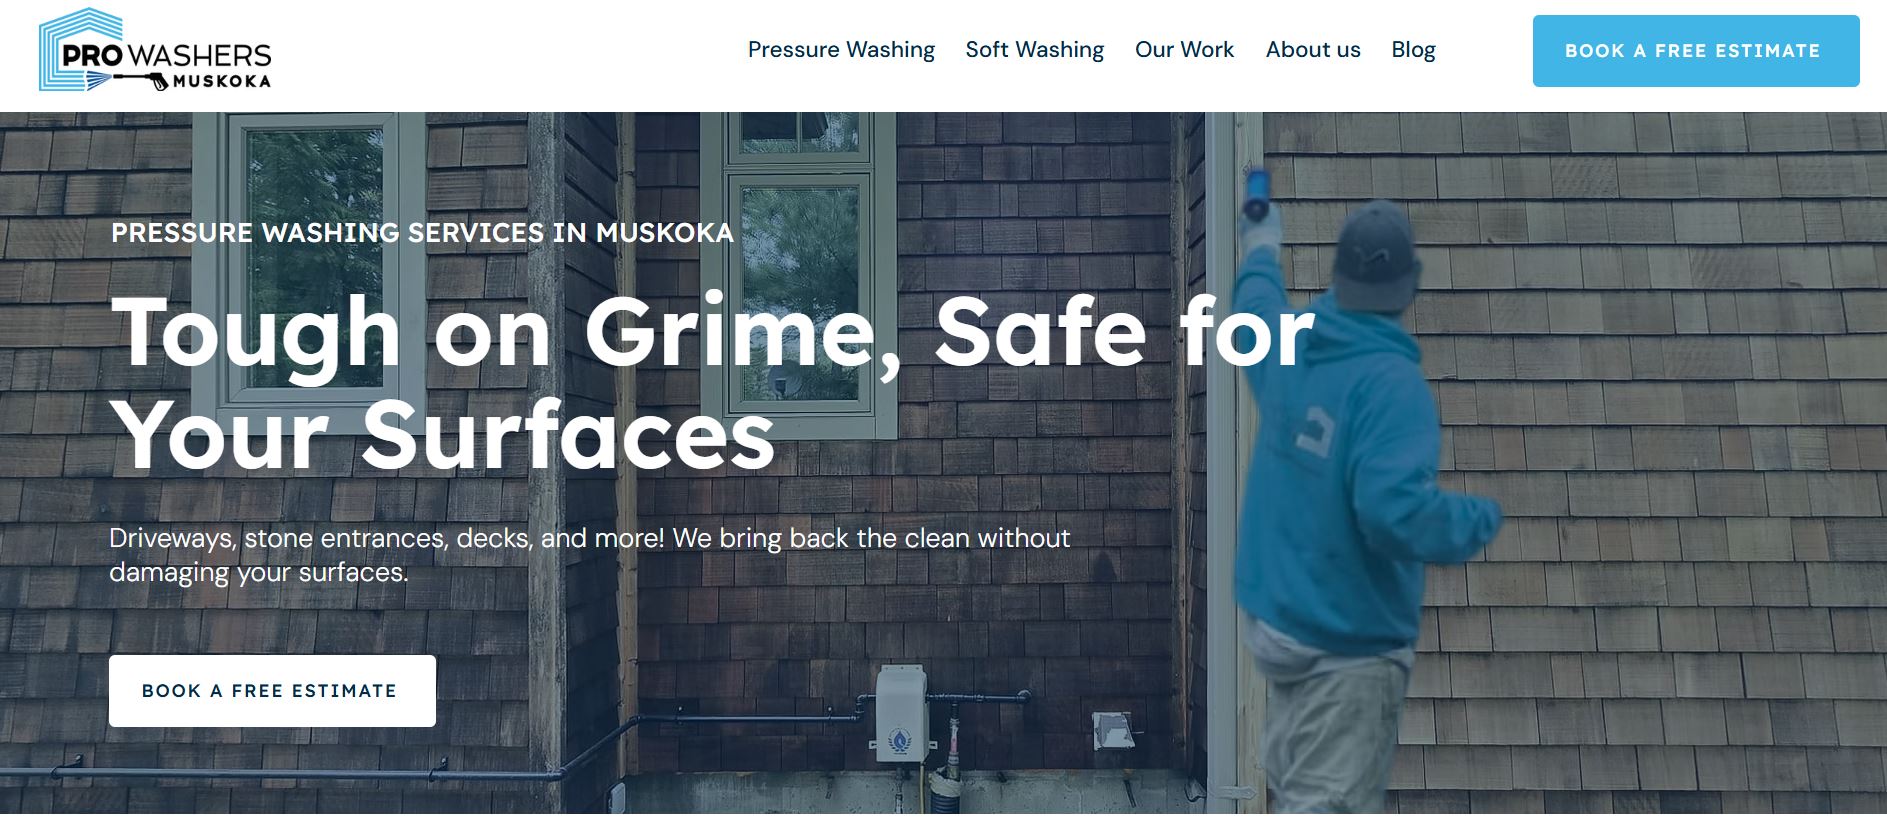 PRO WASHERS
MUSKOKA
Pressure Washing
Soft Washing
Our Work
About us
Blog
BOOK A FREE ESTIMATE
PRESSURE WASHING SERVICES IN MUSKOKA
Tough on Grime, Safe for
Your Surfaces
Driveways, stone entrances, decks, and more! We bring back the clean without
damaging your surfaces.
BOOK A FREE ESTIMATE